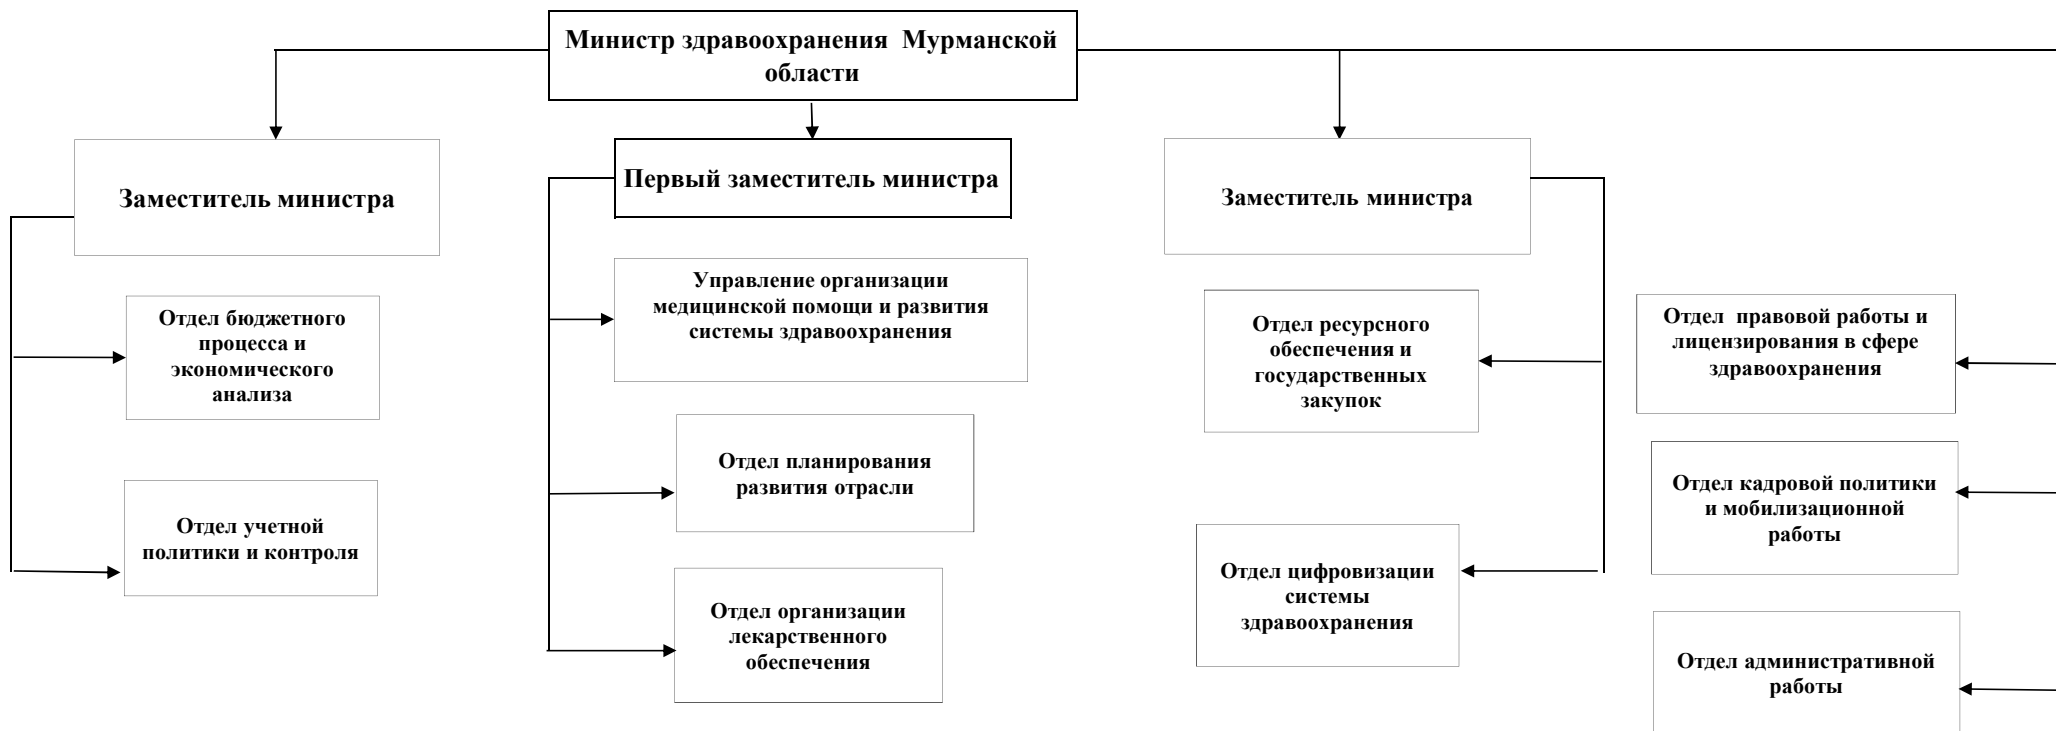 Министр здравоохранения Мурманской
области
Заместитель министра
Первый заместитель министра
Заместитель министра
Отдел бюджетного
процесса и
экономического
анализа
Отдел учетной
политики и контроля
Управление организации
медицинской помощи и развития
системы здравоохранения
Отдел планирования
развития отрасли
Отдел организации
лекарственного
обеспечения
Отдел ресурсного
обеспечения и
государственных
закупок
Отдел цифровизации
системы
здравоохранения
Отдел правовой работы и
лицензирования в сфере
здравоохранения
Отдел кадровой политики
и мобилизационной
работы
Отдел административной
работы